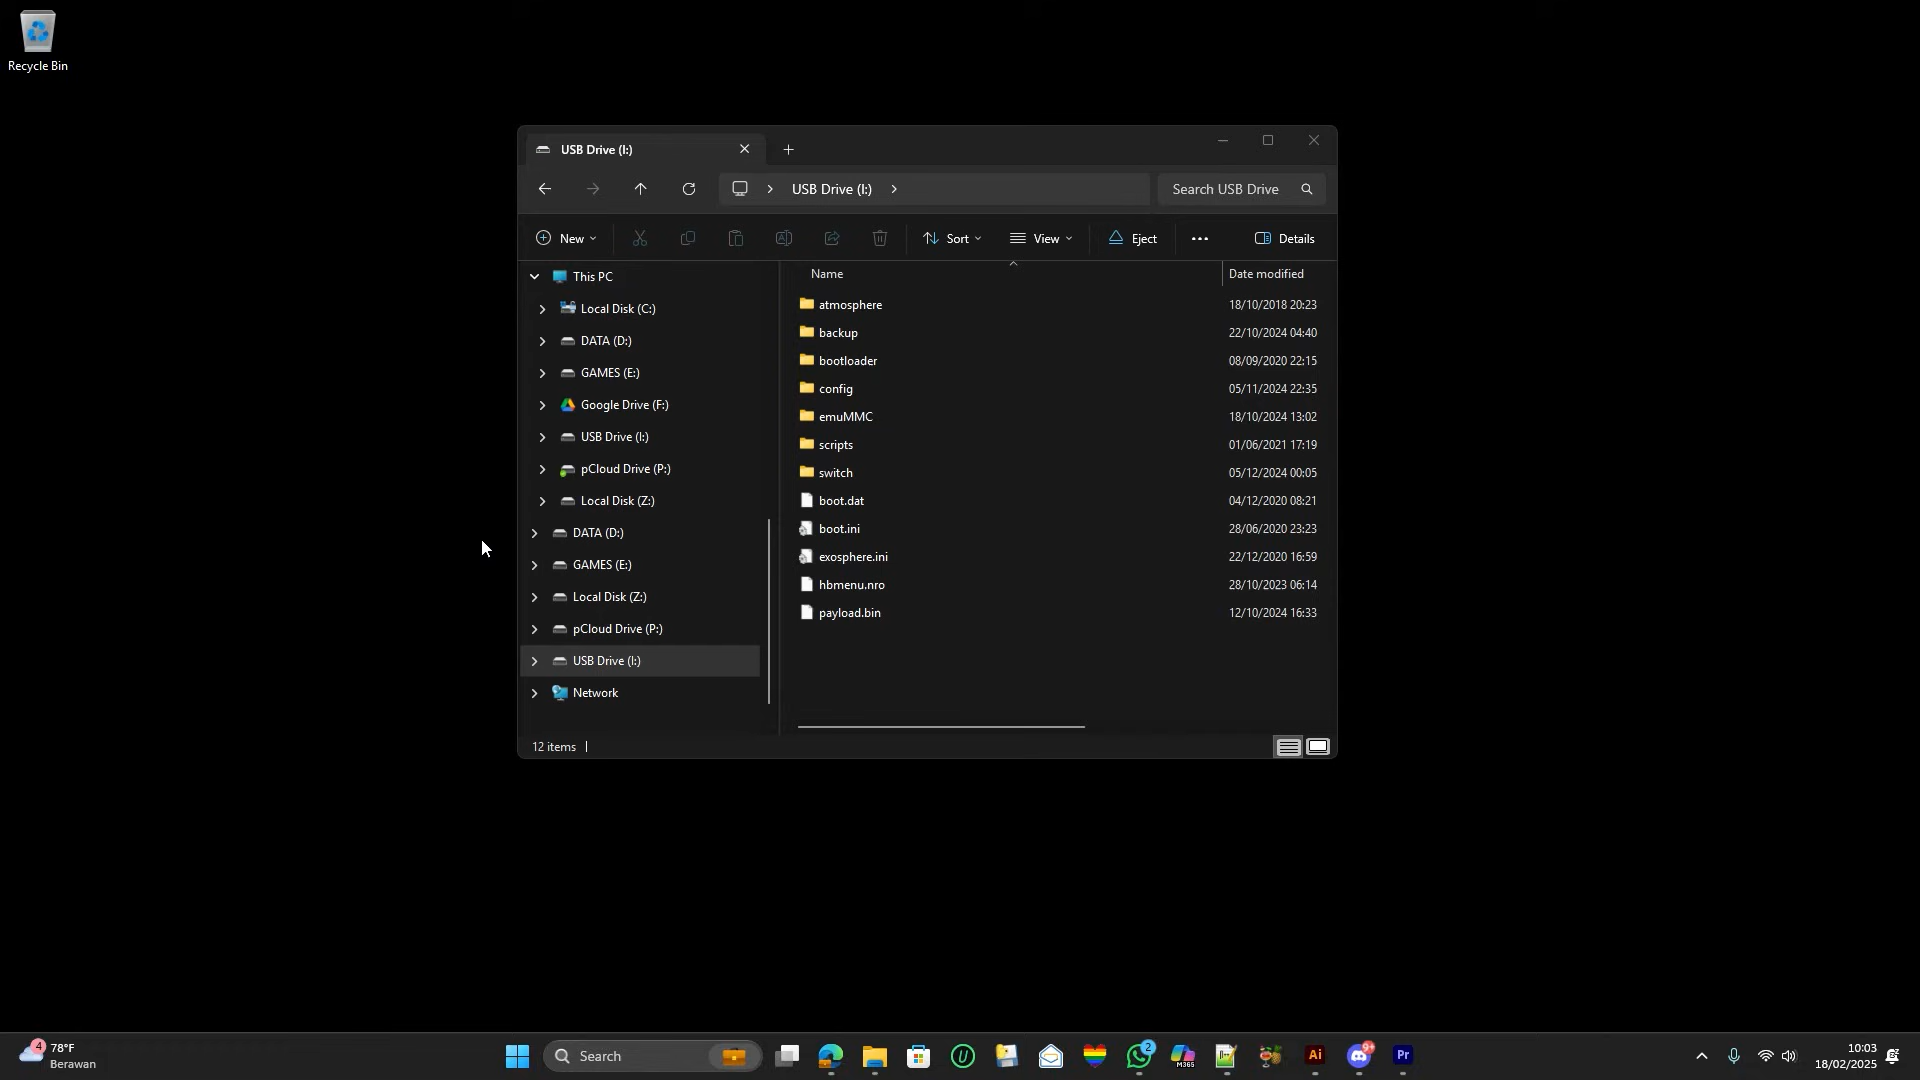 Recycle Bin
USB Drive (I:)
USB Drive (I:)
Search USB Drive
New
Sort
View
Eject
Details
This PC
Local Disk (C:)
DATA (D:)
GAMES (E:)
Google Drive (F:)
USB Drive (I:)
pCloud Drive (P:)
Local Disk (Z:)
DATA (D:)
GAMES (E:)
Local Disk (Z:)
pCloud Drive (P:)
USB Drive (I:)
Network
Name Date modified
atmosphere 18/10/2018 20:23
backup 22/10/2024 04:40
bootloader 08/09/2020 22:15
config 05/11/2024 22:35
emuMMC 18/10/2024 13:02
scripts 01/06/2021 17:19
switch 05/12/2024 00:05
boot.dat 04/12/2020 08:21
boot.ini 28/06/2020 23:23
exosphere.ini 22/12/2020 16:59
hbmenu.nro 28/10/2023 06:14
payload.bin 12/10/2024 16:33
12 items
4
78°F
Berawan
Search
U
2
M365
Ai
9+
Pr
10:03
18/02/2025